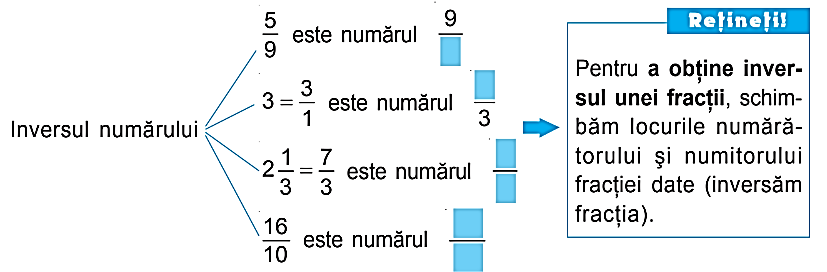 Inversul numărului
5/9 este numărul 9/
3 = 3/1 este numărul /3
2 1/3 = 7/3 este numărul
16/10 este numărul
Rețineți!
Pentru a obține inver-
sul unei fracții, schim-
băm locurile numără-
torului și numitorului
fracției date (inversăm
fracția).